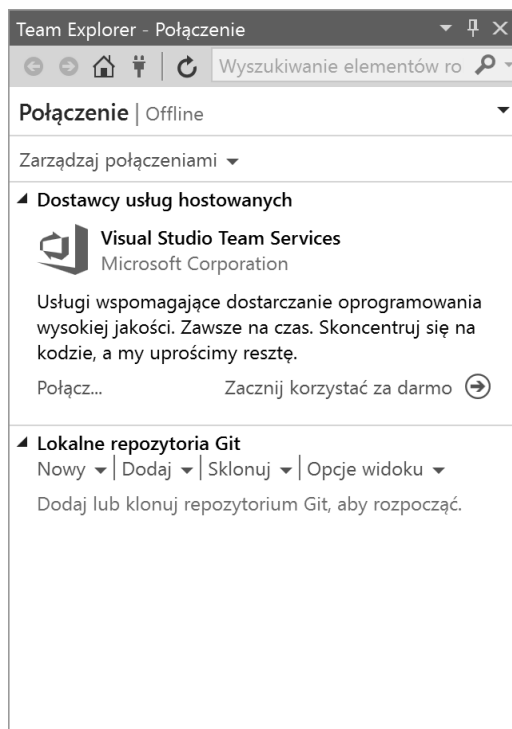 Team Explorer - Połączenie
Wyszukiwanie elementów ro
Połączenie | Offline
Zarządzaj połączeniami
Dostawcy usług hostowanych
Visual Studio Team Services
Microsoft Corporation
Usługi wspomagające dostarczanie oprogramowania
wysokiej jakości. Zawsze na czas. Skoncentruj się na
kodzie, a my uprościmy resztę.
Połącz... Zacznij korzystać za darmo
Lokalne repozytoria Git
Nowy | Dodaj | Sklonuj | Opcje widoku
Dodaj lub klonuj repozytorium Git, aby rozpocząć.